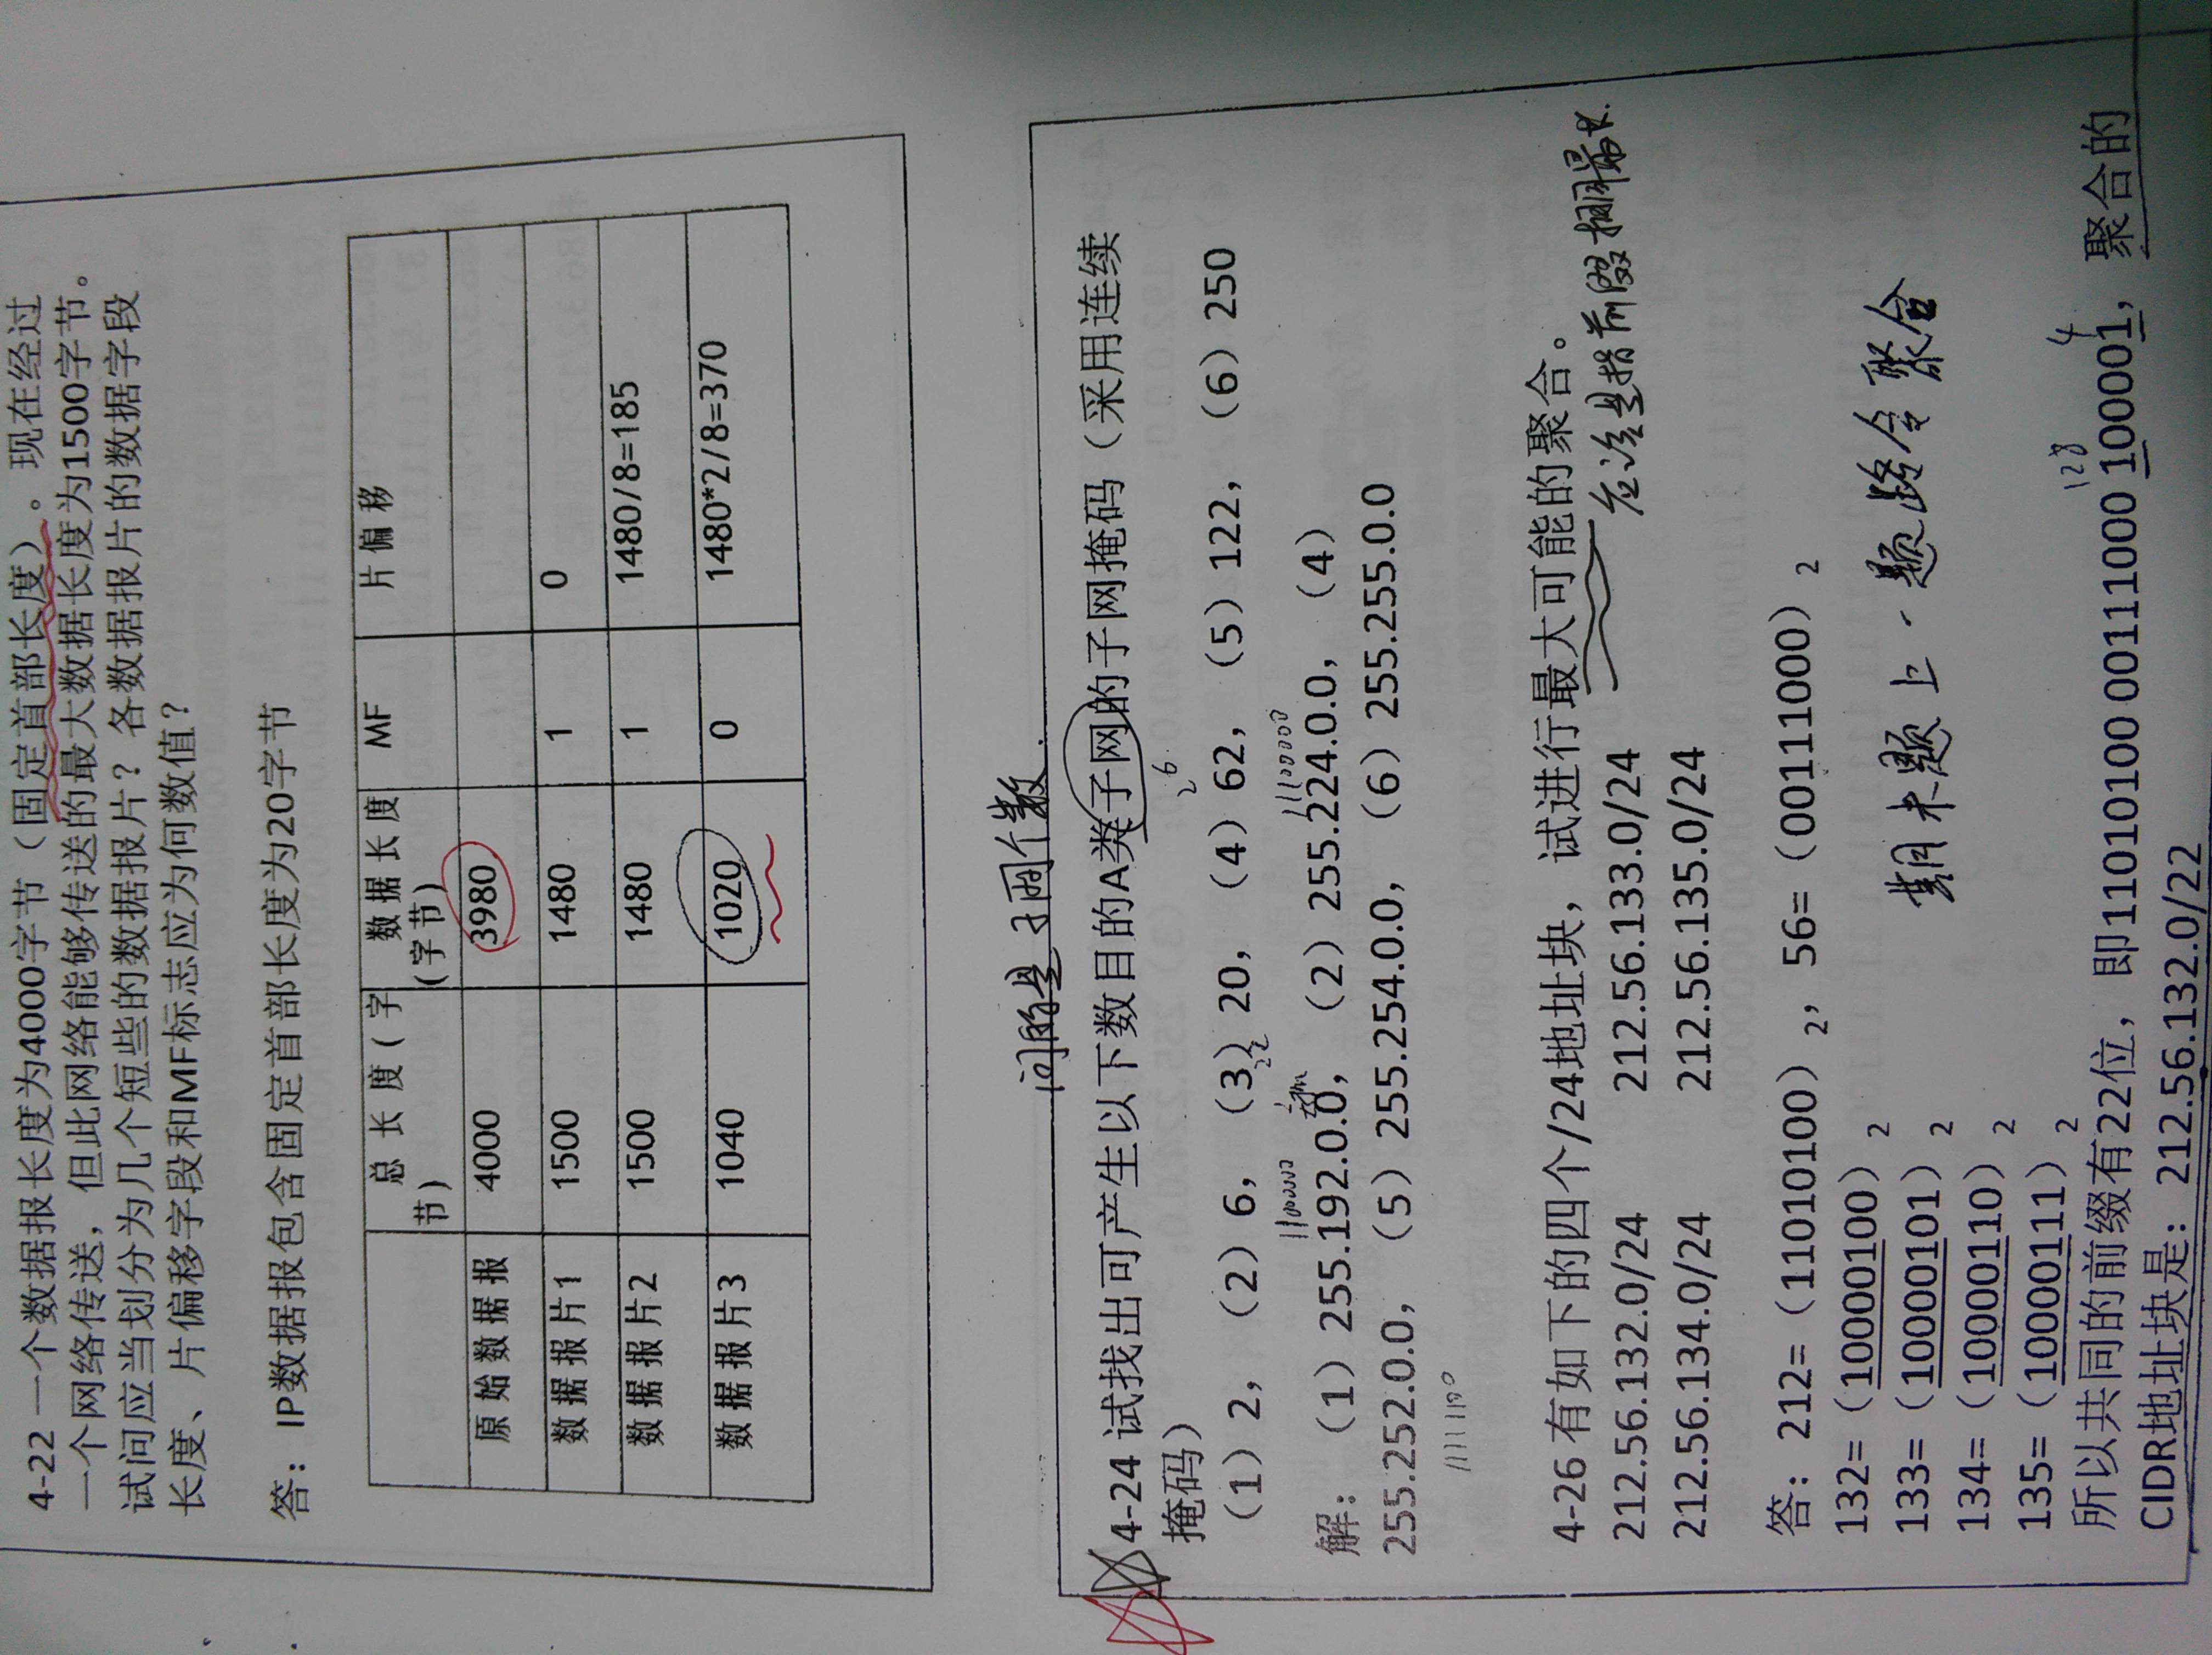 4-22 一个数据报长度为4000字节（固定首部长度）。现在经过
一个网络传送，但此网络能够传送的最大数据长度为1500字节。
试问应当划分为几个短些的数据报片？各数据报片的数据字段
长度、片偏移字段和MF标志应为何数值？
答：IP数据报包含固定首部长度为20字节
总长度(字节) 数据长度(字节) MF 片偏移
原始数据报 4000 3980
数据报片1 1500 1480 1 0
数据报片2 1500 1480 1 1480/8=185
数据报片3 1040 1020 0 1480*2/8=370
问的是子网个数.
4-24 试找出可产生以下数目的A类子网的子网掩码（采用连续
掩码）
2^6
（1）2，（2）6，（3）20，（4）62，（5）122，（6）250
11000000 11100000
解：（1）255.192.0.0，（2）255.224.0.0，（4）
255.252.0.0，（5）255.254.0.0，（6）255.255.0.0
11111100
4-26 有如下的四个/24地址块，试进行最大可能的聚合。
212.56.132.0/24 212.56.133.0/24
应该是指前缀相同最大.
212.56.134.0/24 212.56.135.0/24
答：212=（11010100）2，56=（00111000）2
132=（10000100）2
133=（10000101）2
期末题上一题路令聚合
134=（10000110）2
135=（10000111）2
128 4
所以共同的前缀有22位，即11010100 00111000 100001，聚合的
CIDR地址块是：212.56.132.0/22